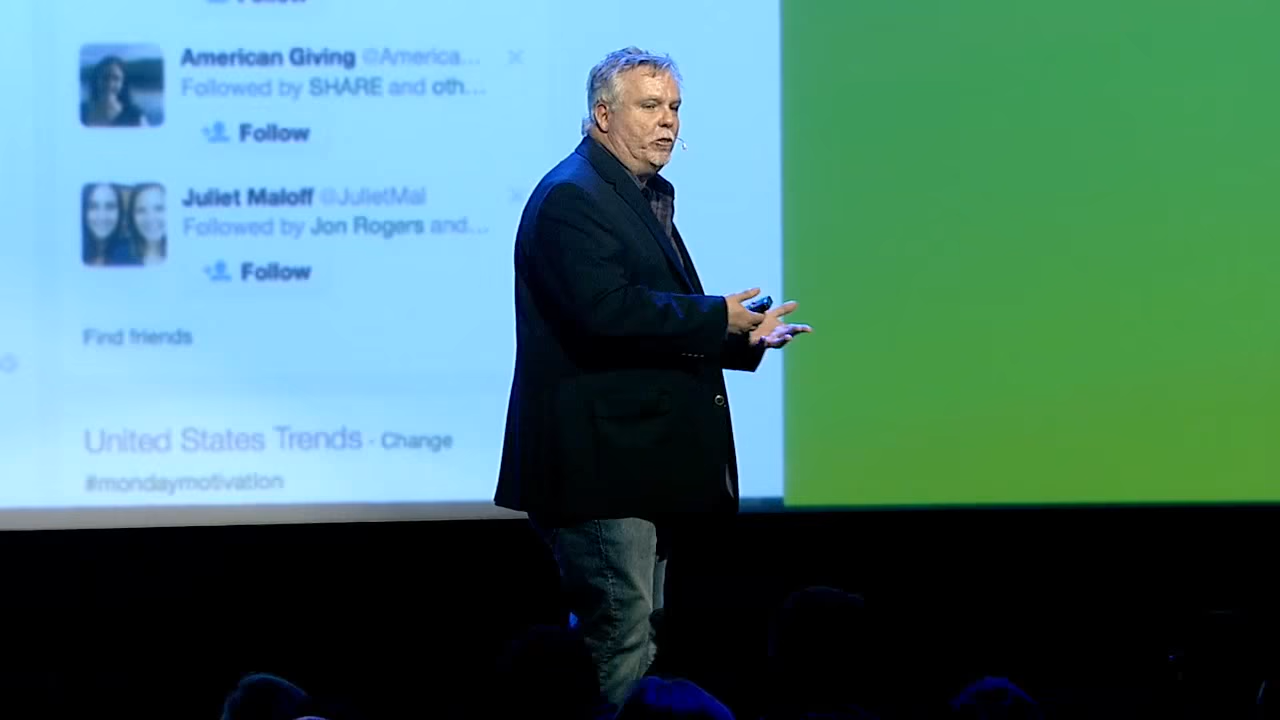 Follow
American Giving @America...
Followed by SHARE and oth...
Follow
Juliet Maloff @JulietMal
Followed by Jon Rogers and...
Follow
Find friends
United States Trends · Change
#mondaymotivation